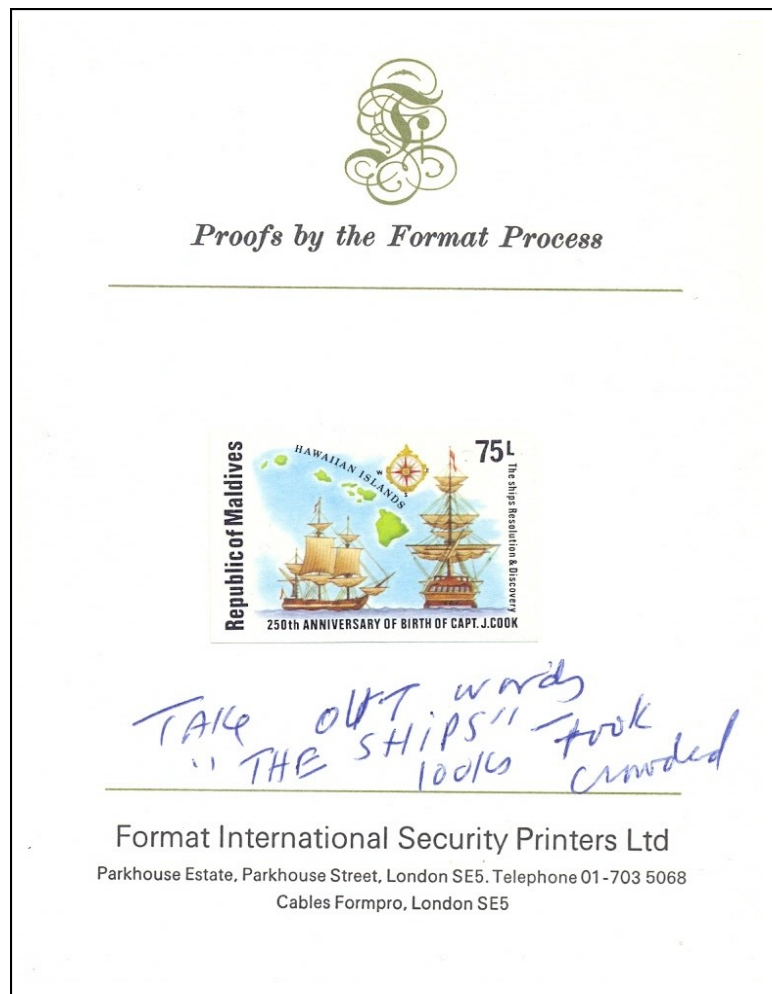 Proofs by the Format Process
HAWAIIAN ISLANDS
75L
Republic of Maldives
The ships Resolution & Discovery
250th ANNIVERSARY OF BIRTH OF CAPT. J.COOK
TAKE OUT words
"THE SHIPS"
looks crowded
Format International Security Printers Ltd
Parkhouse Estate, Parkhouse Street, London SE5. Telephone 01-703 5068
Cables Formpro, London SE5